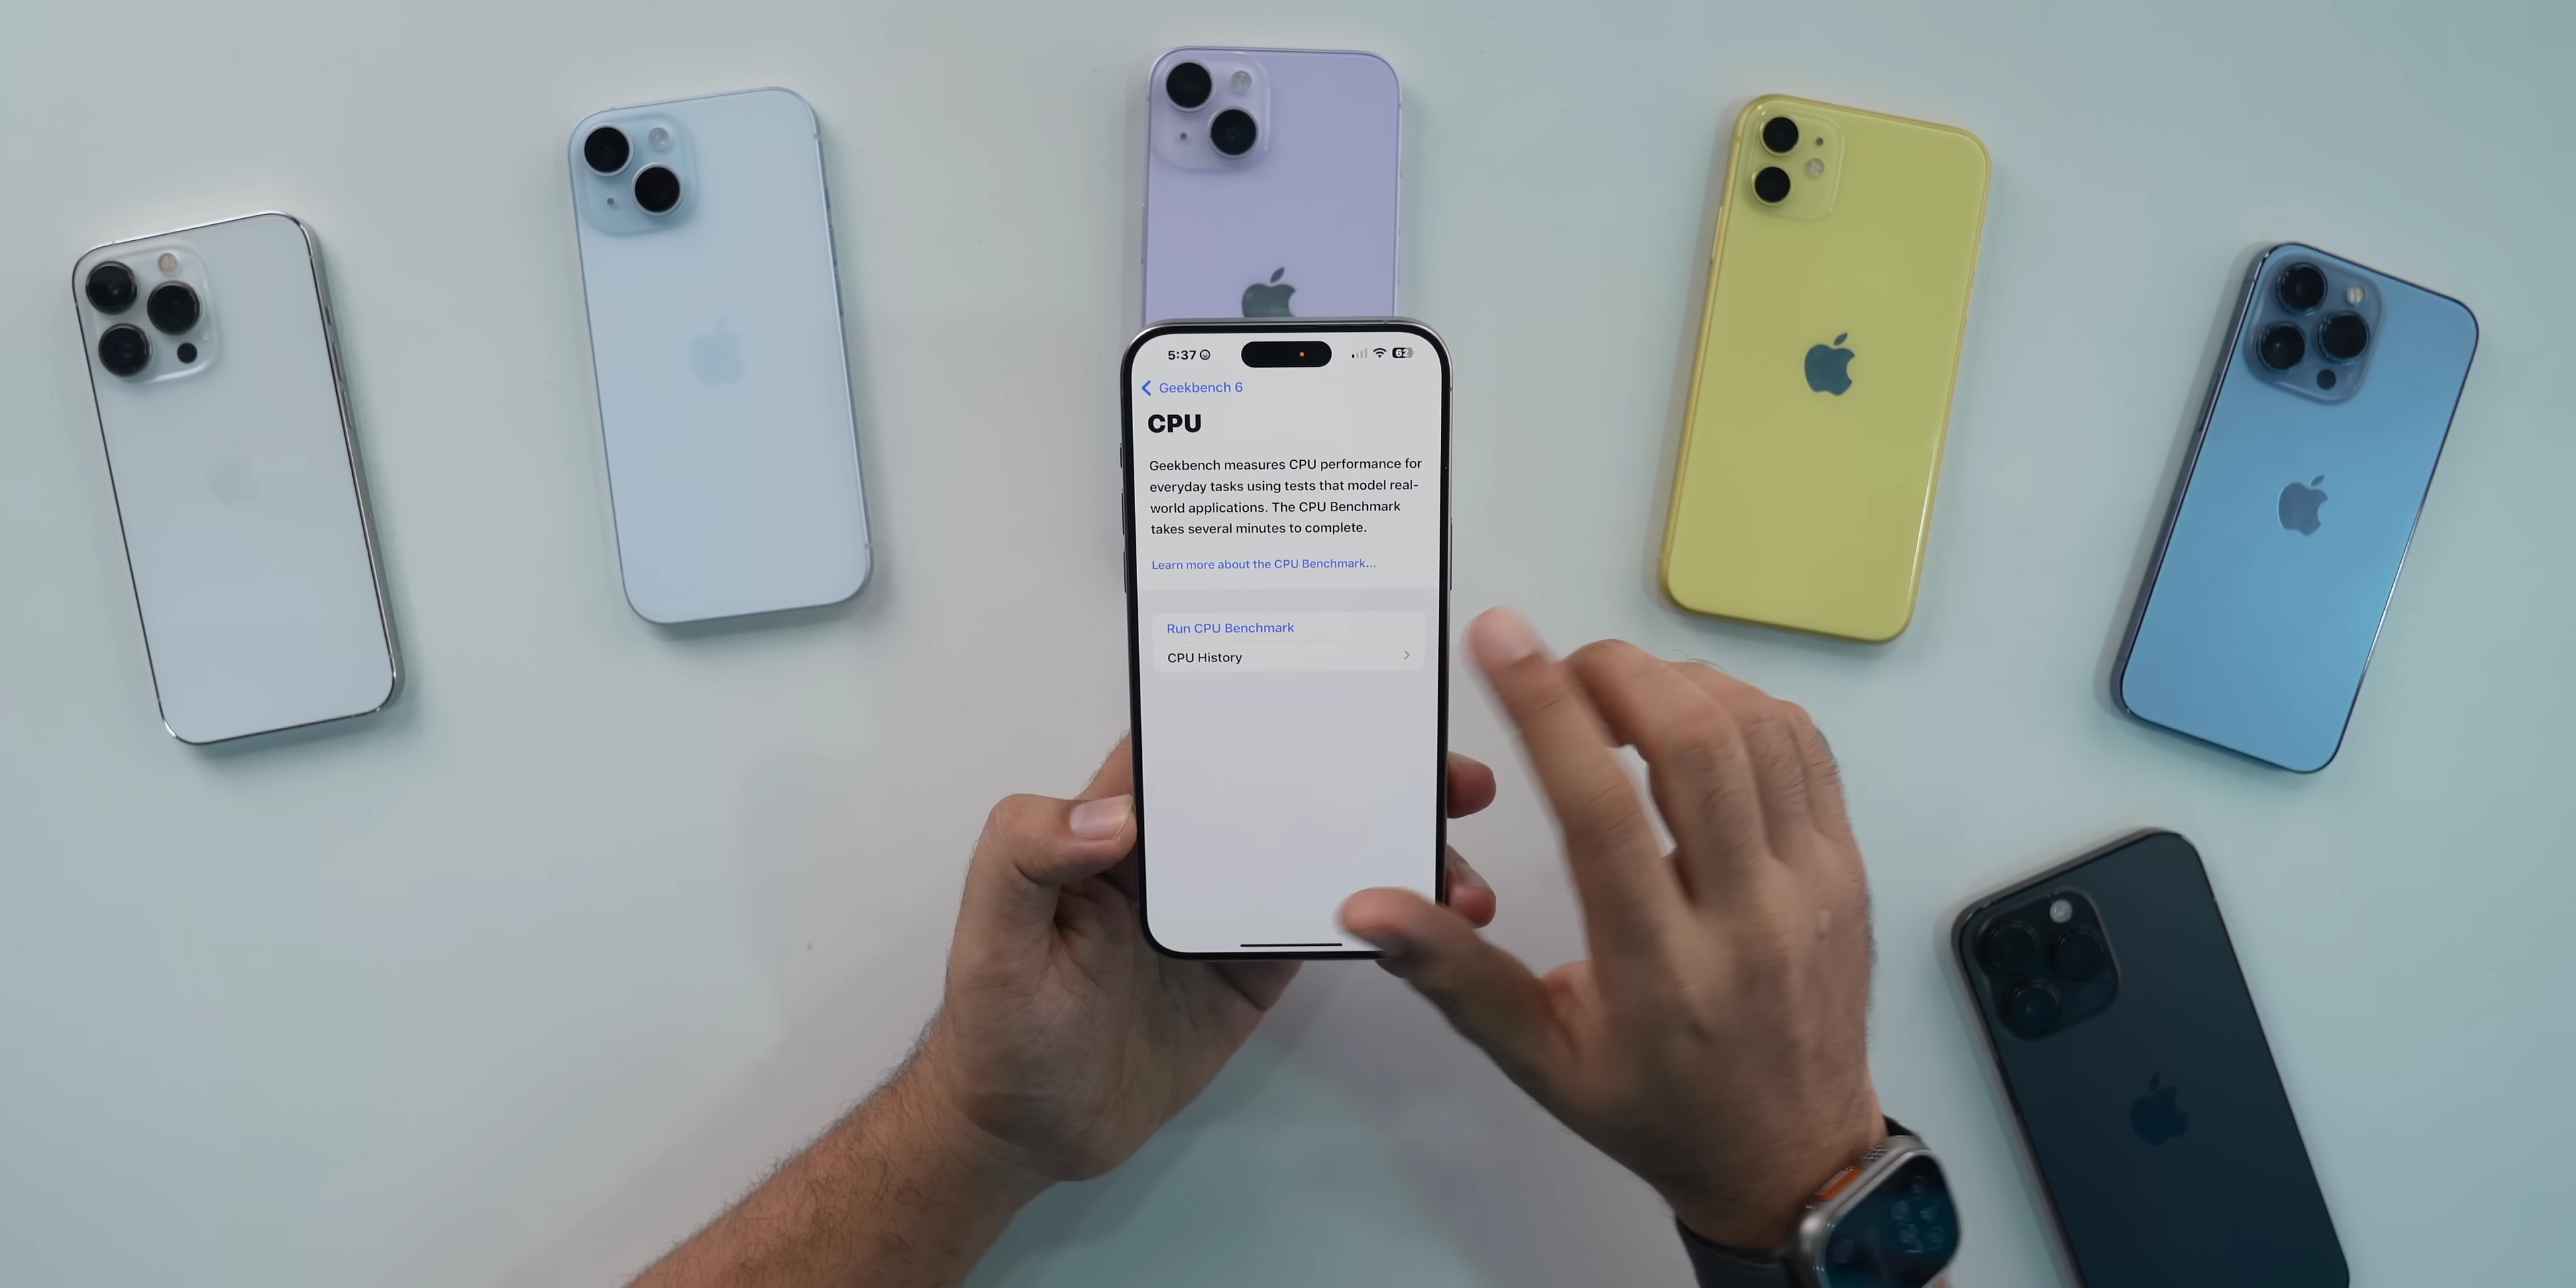 5:37
62
Geekbench 6
CPU
Geekbench measures CPU performance for
everyday tasks using tests that model real-
world applications. The CPU Benchmark
takes several minutes to complete.
Learn more about the CPU Benchmark...
Run CPU Benchmark
CPU History